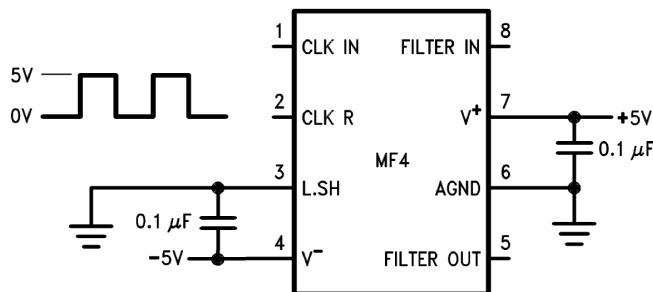 1
CLK IN
FILTER IN
8
5V
0V
2
CLK R
V+
7
+5V
0.1 μF
MF4
3
L.SH
AGND
6
0.1 μF
-5V
4
V-
FILTER OUT
5